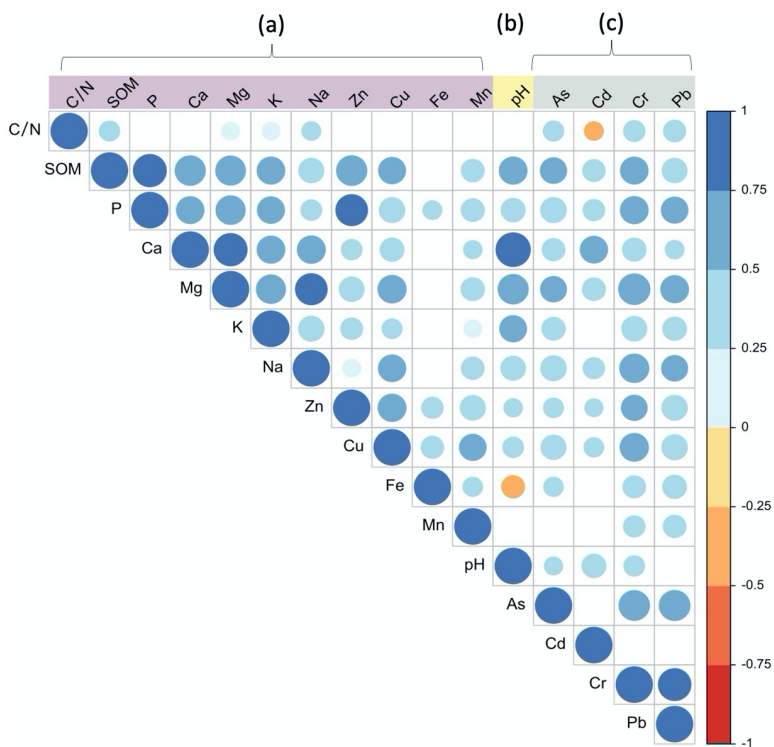 (a) (b) (c)
C/N SOM P Ca Mg K Na Zn Cu Fe Mn pH As Cd Cr Pb
C/N
SOM
P
Ca
Mg
K
Na
Zn
Cu
Fe
Mn
pH
As
Cd
Cr
Pb
1
0.75
0.5
0.25
0
-0.25
-0.5
-0.75
-1